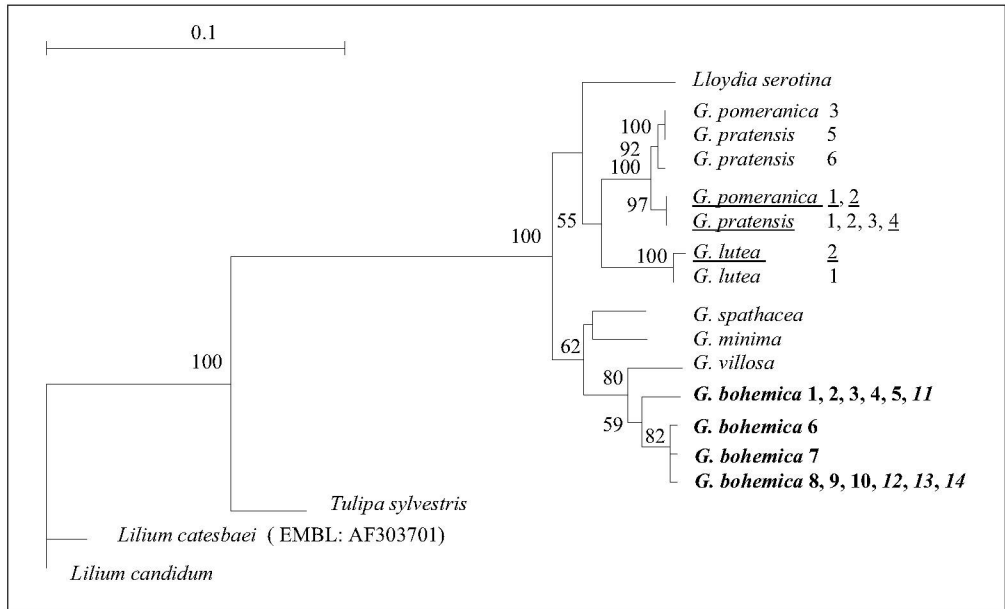 0.1
Lloydia serotina
G. pomeranica 3
100
G. pratensis 5
92
G. pratensis 6
100
G. pomeranica 1, 2
97
G. pratensis 1, 2, 3, 4
55
100
G. lutea 2
100
G. lutea 1
G. spathacea
G. minima
62
G. villosa
100
80
G. bohemica 1, 2, 3, 4, 5, 11
59
G. bohemica 6
82
G. bohemica 7
G. bohemica 8, 9, 10, 12, 13, 14
Tulipa sylvestris
Lilium catesbaei ( EMBL: AF303701)
Lilium candidum